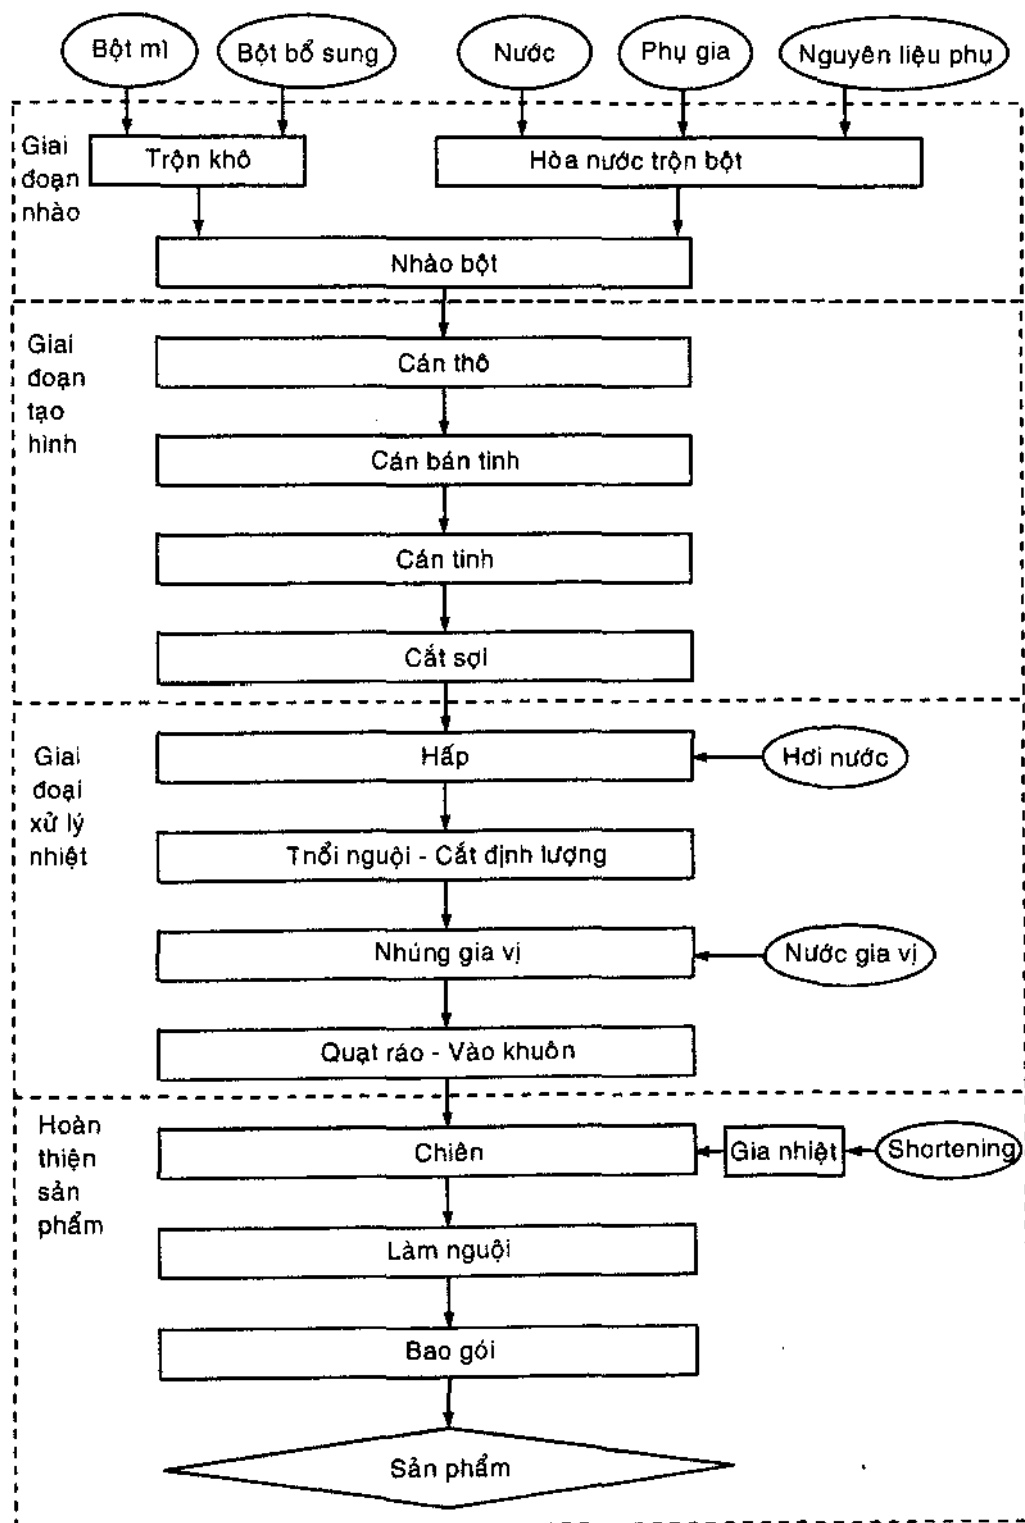 Bột mì
Bột bổ sung
Nước
Phụ gia
Nguyên liệu phụ
Giai
đoạn
nhào
Trộn khô
Hòa nước trộn bột
Nhào bột
Giai
đoạn
tạo
hình
Cán thô
Cán bán tinh
Cán tinh
Cắt sợi
Giai
đoại
xử lý
nhiệt
Hấp
Hơi nước
Tnổi nguội - Cắt định lượng
Nhúng gia vị
Nước gia vị
Quạt ráo - Vào khuôn
Hoàn
thiện
sản
phẩm
Chiên
Gia nhiệt
Shortening
Làm nguội
Bao gói
Sản phẩm